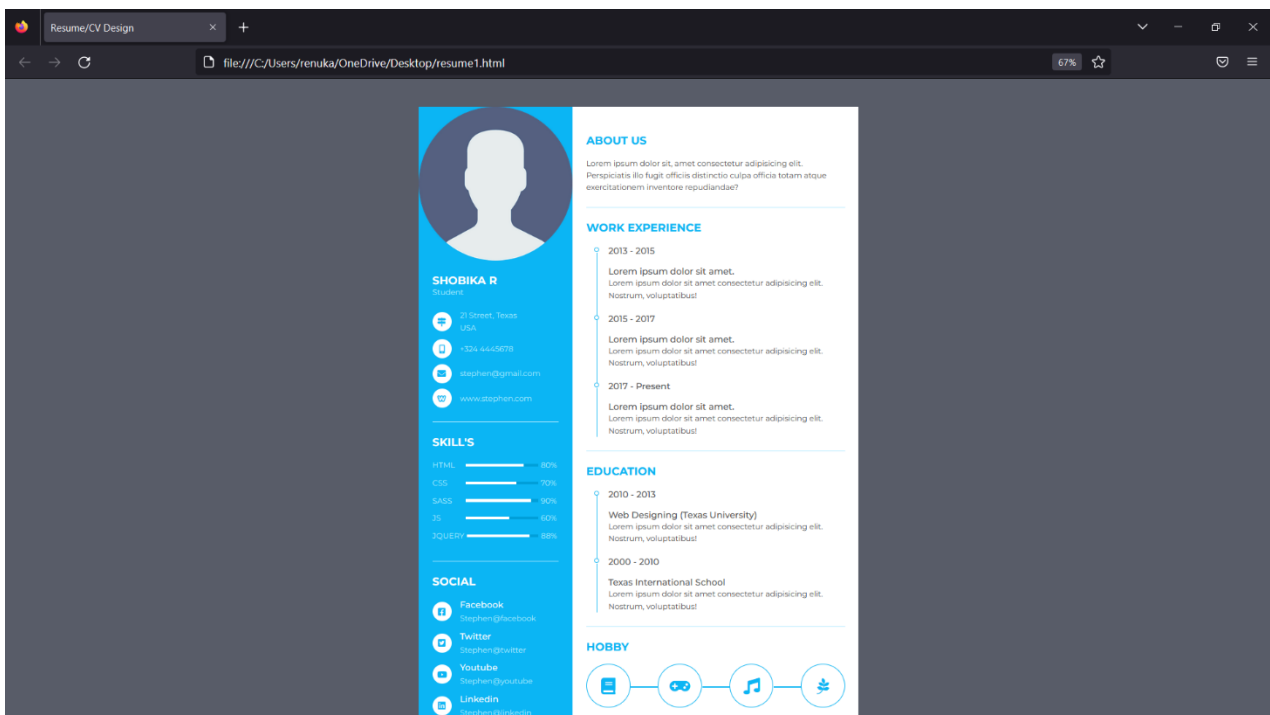 Resume/CV Design
file:///C:/Users/renuka/OneDrive/Desktop/resume1.html
67%
SHOBIKA R
Student
21 Street, Texas
USA
+324 4445678
stephen@gmail.com
www.stephen.com
SKILL'S
HTML 80%
CSS 70%
SASS 90%
JS 60%
JQUERY 88%
SOCIAL
Facebook
Stephen@facebook
Twitter
Stephen@twitter
Youtube
Stephen@youtube
Linkedin
Stephen@linkedin
ABOUT US
Lorem ipsum dolor sit, amet consectetur adipisicing elit.
Perspiciatis illo fugit officiis distinctio culpa officia totam atque
exercitationem inventore repudiandae?
WORK EXPERIENCE
2013 - 2015
Lorem ipsum dolor sit amet.
Lorem ipsum dolor sit amet consectetur adipisicing elit.
Nostrum, voluptatibus!
2015 - 2017
Lorem ipsum dolor sit amet.
Lorem ipsum dolor sit amet consectetur adipisicing elit.
Nostrum, voluptatibus!
2017 - Present
Lorem ipsum dolor sit amet.
Lorem ipsum dolor sit amet consectetur adipisicing elit.
Nostrum, voluptatibus!
EDUCATION
2010 - 2013
Web Designing (Texas University)
Lorem ipsum dolor sit amet consectetur adipisicing elit.
Nostrum, voluptatibus!
2000 - 2010
Texas International School
Lorem ipsum dolor sit amet consectetur adipisicing elit.
Nostrum, voluptatibus!
HOBBY